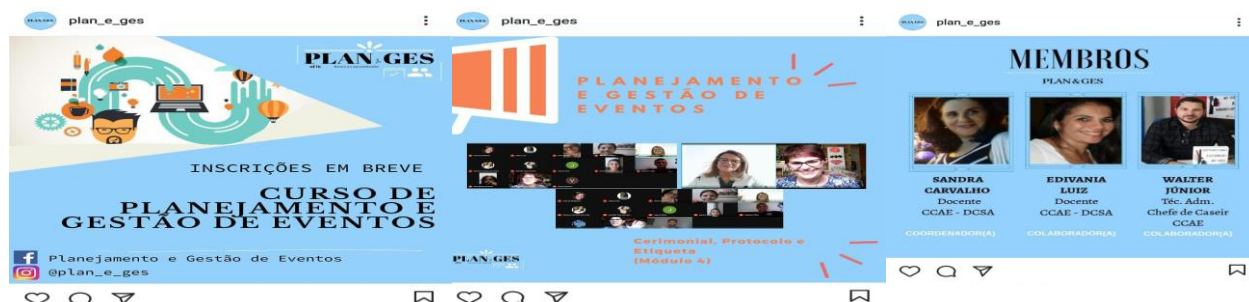 plan_e_ges
PLAN&GES
INSCRIÇÕES EM BREVE
CURSO DE
PLANEJAMENTO E
GESTÃO DE EVENTOS
Planejamento e Gestão de Eventos
@plan_e_ges
plan_e_ges
PLANEJAMENTO
E GESTÃO DE
EVENTOS
Cerimonial, Protocolo e
Etiqueta
(Módulo 4)
PLAN&GES
plan_e_ges
MEMBROS
PLAN&GES
SANDRA
CARVALHO
Docente
CCAE - DCSA
COORDENADOR(A)
EDIVANIA
LUIZ
Docente
CCAE - DCSA
COLABORADOR(A)
WALTER
JÚNIOR
Téc. Adm.
Chefe de Caseir
CCAE
COLABORADOR(A)